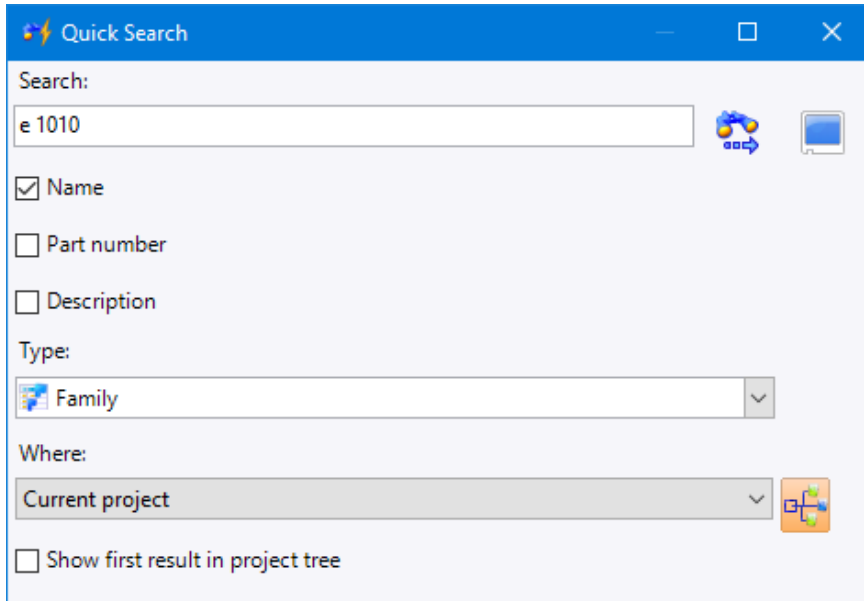 Quick Search
Search:
e 1010
Name
Part number
Description
Type:
Family
Where:
Current project
Show first result in project tree